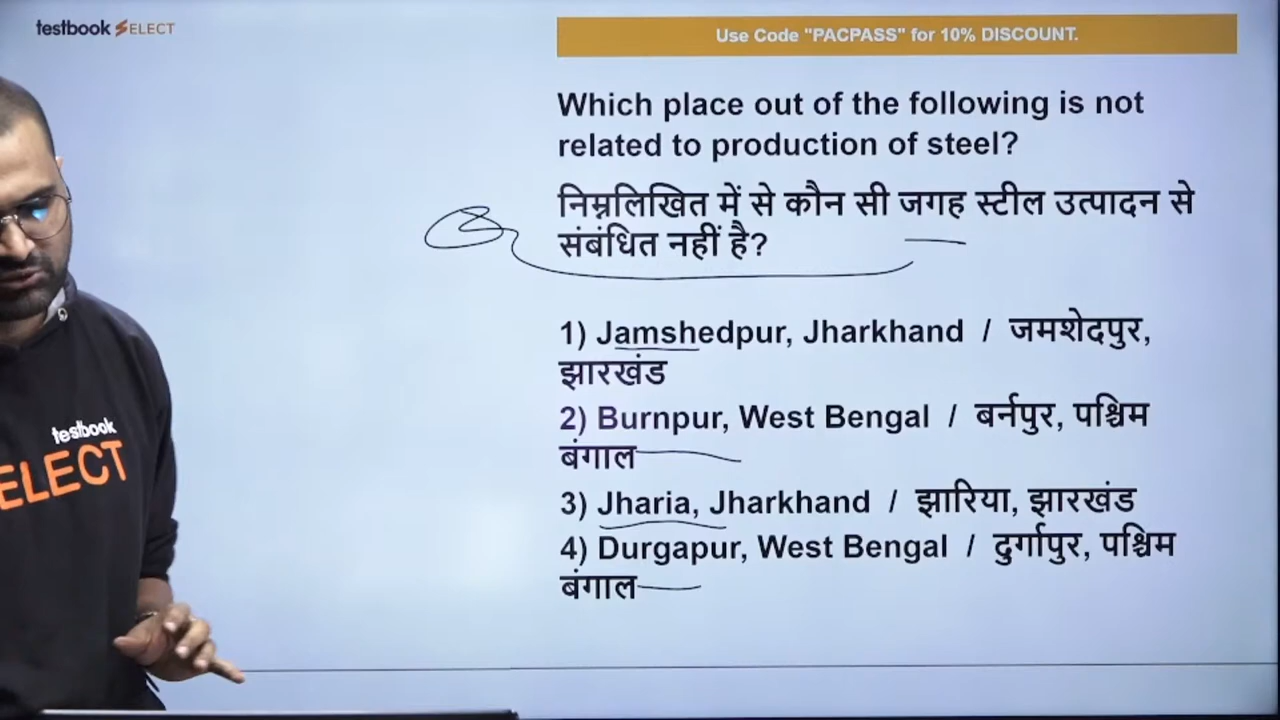 testbook SELECT
Use Code "PACPASS" for 10% DISCOUNT.
Which place out of the following is not
related to production of steel?
निम्नलिखित में से कौन सी जगह स्टील उत्पादन से
संबंधित नहीं है?
1) Jamshedpur, Jharkhand / जमशेदपुर,
झारखंड
2) Burnpur, West Bengal / बर्नपुर, पश्चिम
बंगाल
3) Jharia, Jharkhand / झारिया, झारखंड
4) Durgapur, West Bengal / दुर्गापुर, पश्चिम
बंगाल
testbook
ELECT